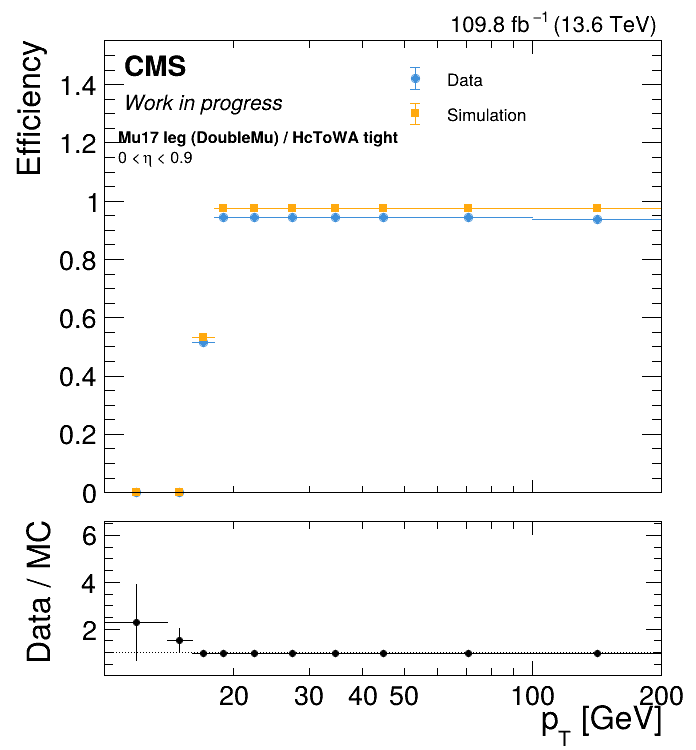 109.8 fb⁻¹ (13.6 TeV)
Efficiency
CMS
Work in progress
Mu17 leg (DoubleMu) / HcToWA tight
0 < η < 0.9
Data
Simulation
1.4
1.2
1
0.8
0.6
0.4
0.2
0
Data / MC
6
4
2
20 30 40 50 100 200
p_T [GeV]